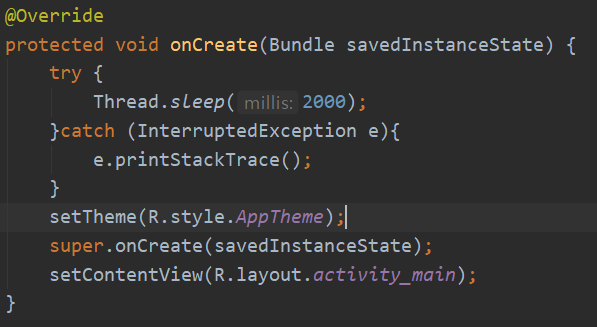 @Override
protected void onCreate(Bundle savedInstanceState) {
    try {
        Thread.sleep( millis: 2000);
    }catch (InterruptedException e){
        e.printStackTrace();
    }
    setTheme(R.style.AppTheme);
    super.onCreate(savedInstanceState);
    setContentView(R.layout.activity_main);
}